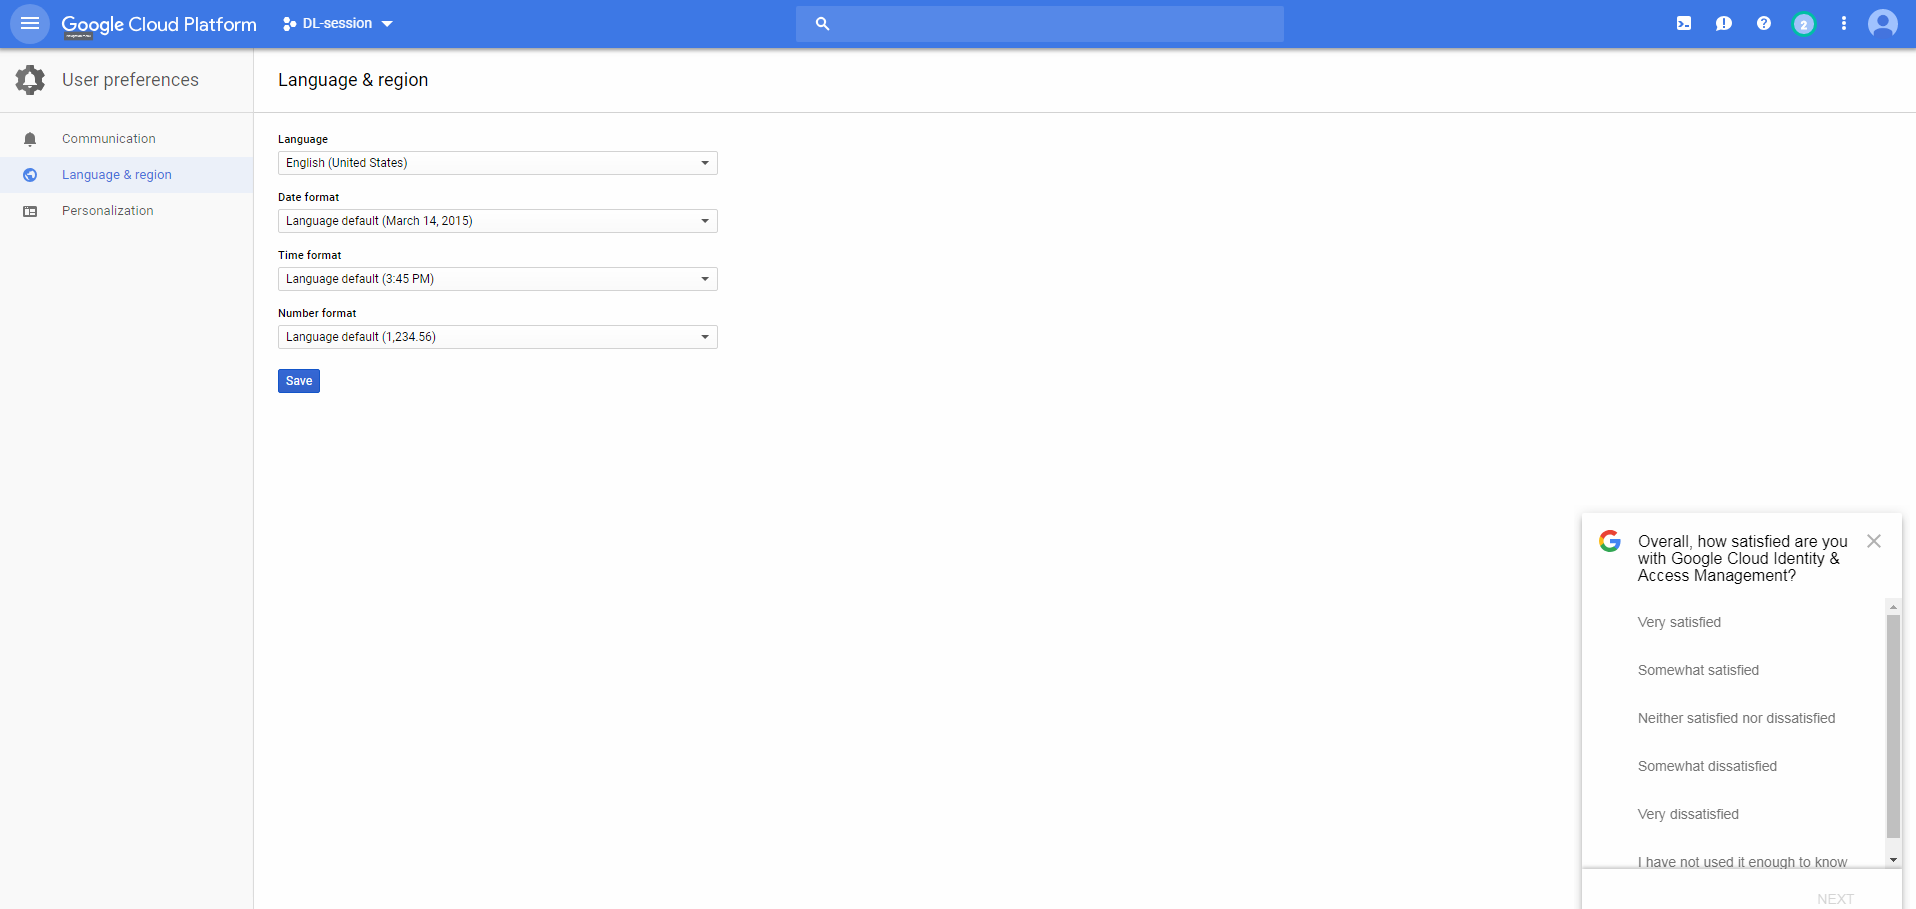 Google Cloud Platform
DL-session
2
User preferences
Language & region
Communication
Language & region
Personalization
Language
English (United States)
Date format
Language default (March 14, 2015)
Time format
Language default (3:45 PM)
Number format
Language default (1,234.56)
Save
Overall, how satisfied are you
with Google Cloud Identity &
Access Management?
Very satisfied
Somewhat satisfied
Neither satisfied nor dissatisfied
Somewhat dissatisfied
Very dissatisfied
I have not used it enough to know
NEXT